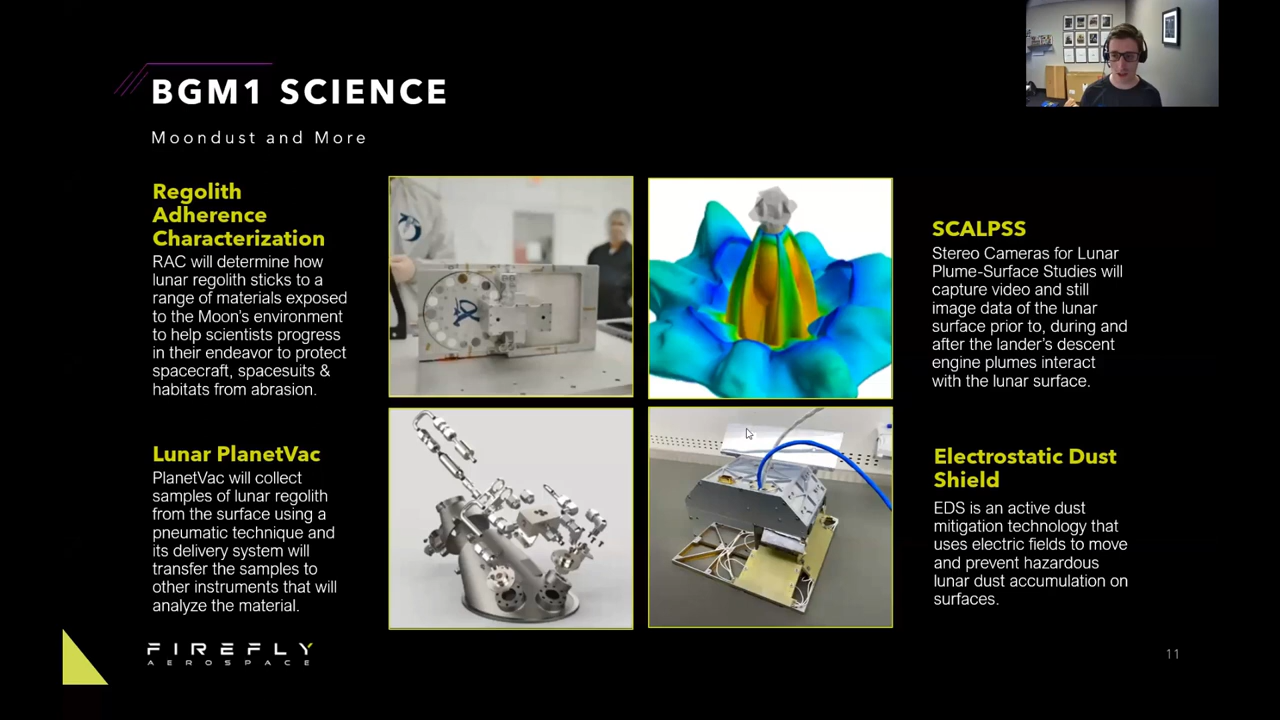 BGM1 SCIENCE
Moondust and More
Regolith
Adherence
Characterization
RAC will determine how
lunar regolith sticks to a
range of materials exposed
to the Moon's environment
to help scientists progress
in their endeavor to protect
spacecraft, spacesuits &
habitats from abrasion.
SCALPSS
Stereo Cameras for Lunar
Plume-Surface Studies will
capture video and still
image data of the lunar
surface prior to, during and
after the lander's descent
engine plumes interact
with the lunar surface.
Lunar PlanetVac
PlanetVac will collect
samples of lunar regolith
from the surface using a
pneumatic technique and
its delivery system will
transfer the samples to
other instruments that will
analyze the material.
Electrostatic Dust
Shield
EDS is an active dust
mitigation technology that
uses electric fields to move
and prevent hazardous
lunar dust accumulation on
surfaces.
FIREFLY
AEROSPACE
11